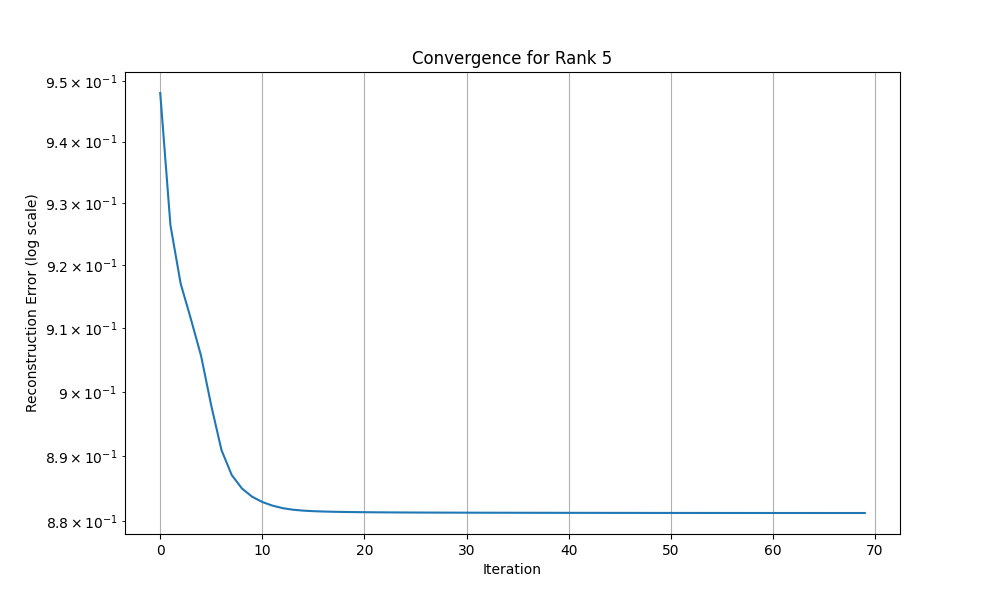 Convergence for Rank 5
Reconstruction Error (log scale)
9.5 × 10⁻¹
9.4 × 10⁻¹
9.3 × 10⁻¹
9.2 × 10⁻¹
9.1 × 10⁻¹
9 × 10⁻¹
8.9 × 10⁻¹
8.8 × 10⁻¹
0 10 20 30 40 50 60 70
Iteration